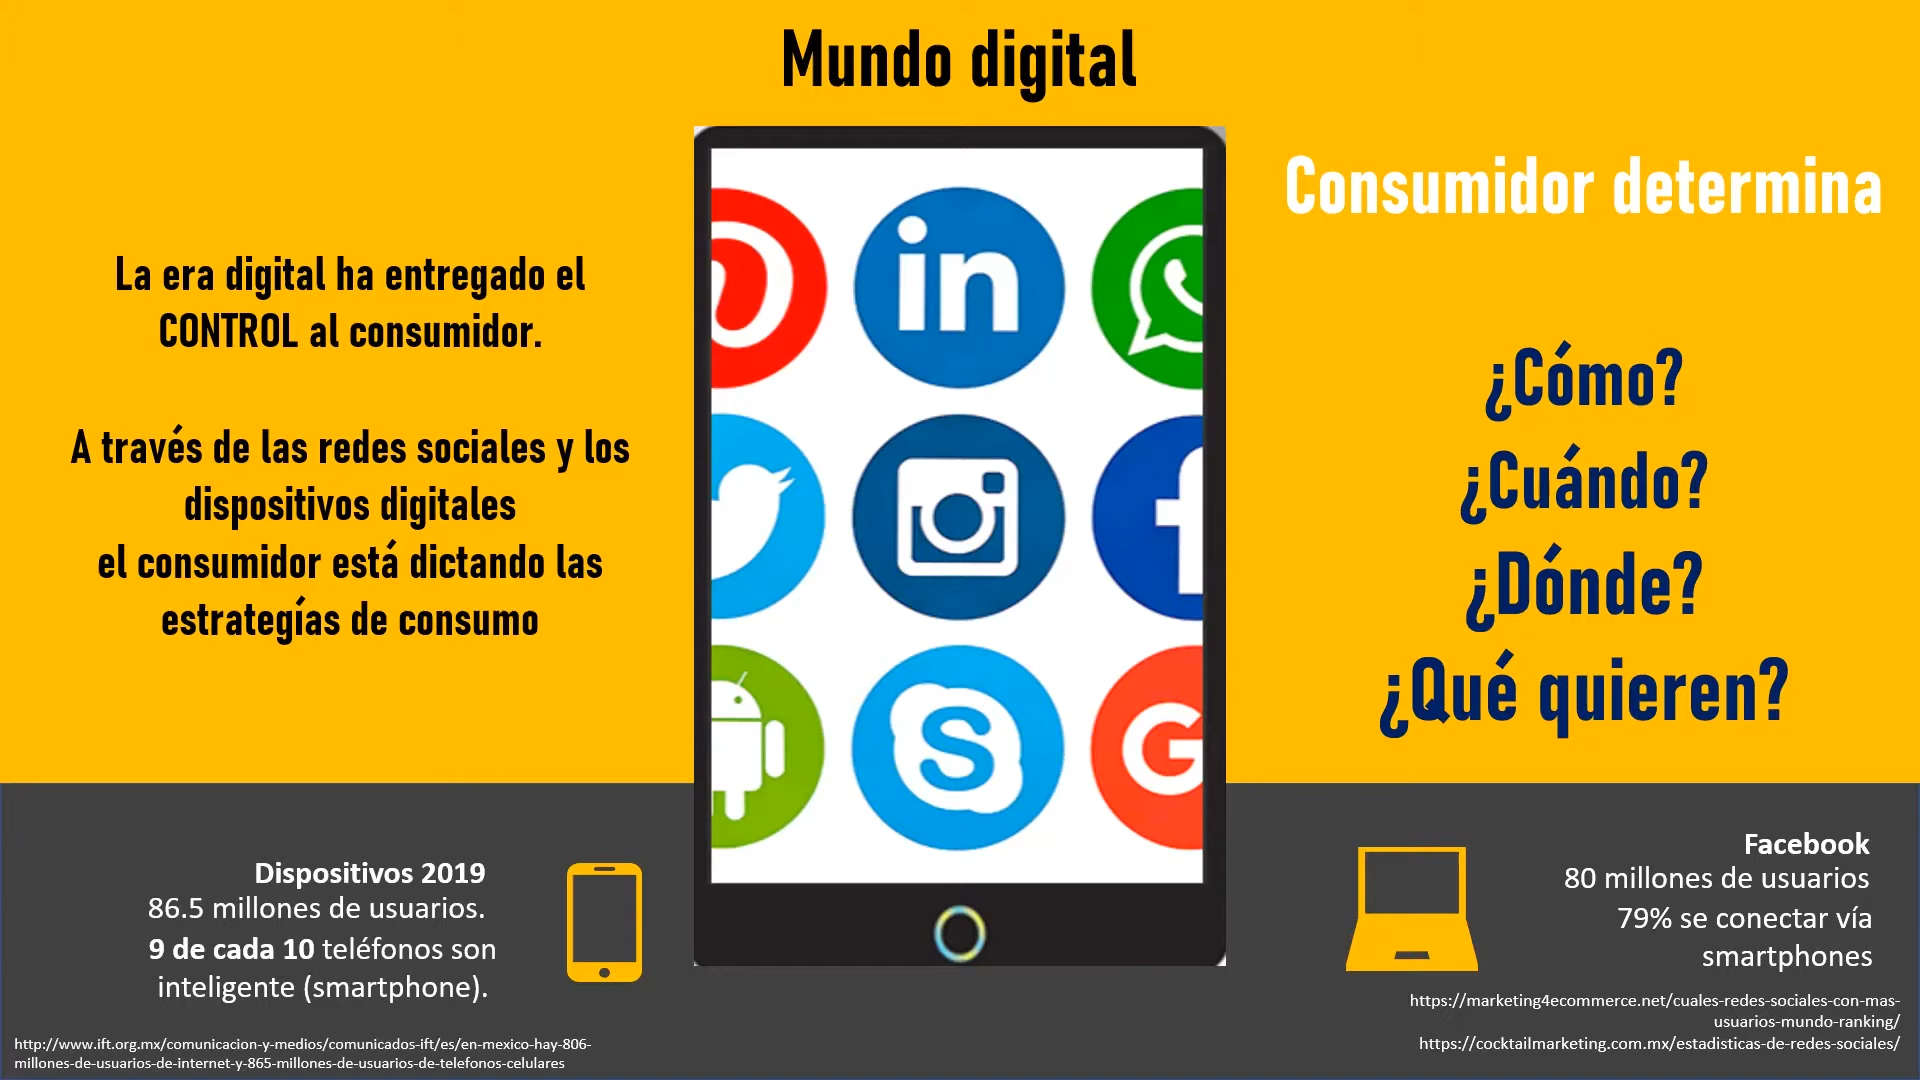 Mundo digital
La era digital ha entregado el
CONTROL al consumidor.
A través de las redes sociales y los
dispositivos digitales
el consumidor está dictando las
estrategías de consumo
in
Consumidor determina
¿Cómo?
¿Cuándo?
¿Dónde?
¿Qué quieren?
Dispositivos 2019
86.5 millones de usuarios.
9 de cada 10 teléfonos son
inteligente (smartphone).
http://www.ift.org.mx/comunicacion-y-medios/comunicados-ift/es/en-mexico-hay-806-
millones-de-usuarios-de-internet-y-865-millones-de-usuarios-de-telefonos-celulares
Facebook
80 millones de usuarios
79% se conectar vía
smartphones
https://marketing4ecommerce.net/cuales-redes-sociales-con-mas-
usuarios-mundo-ranking/
https://cocktailmarketing.com.mx/estadisticas-de-redes-sociales/